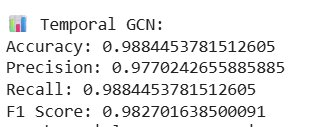 📊 Temporal GCN:
Accuracy: 0.9884453781512605
Precision: 0.9770242655885885
Recall: 0.9884453781512605
F1 Score: 0.982701638500091